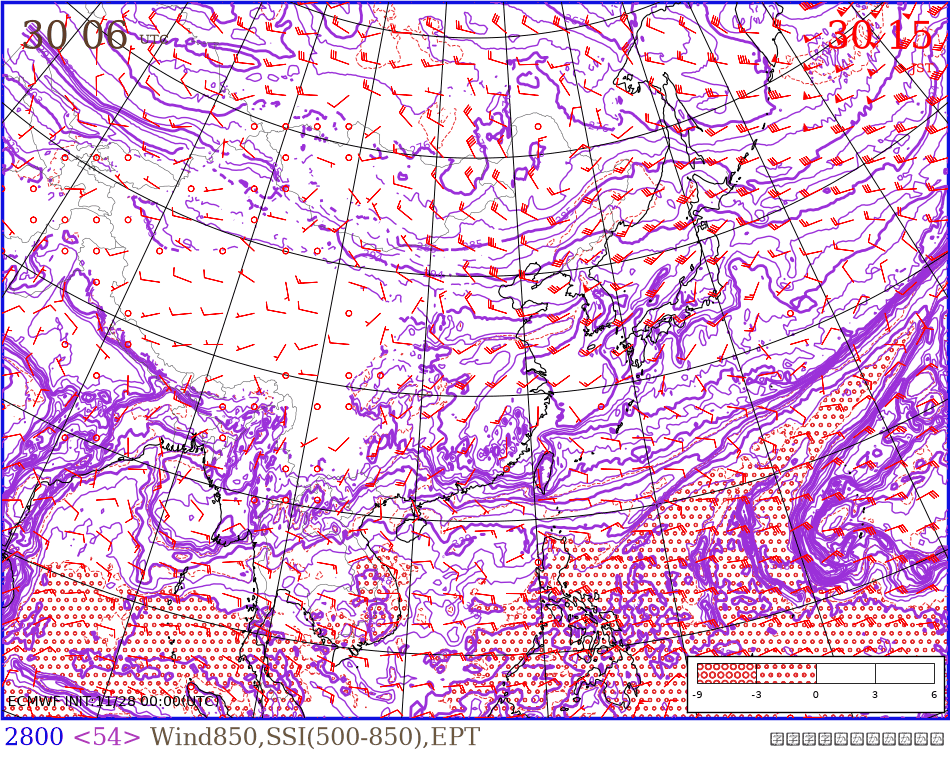 30 06 UTC 30 15 JST
ECMWF INIT:11/28 00:00(UTC)
-9 -3 0 3 6
2800 <54> Wind850,SSI(500-850),EPT